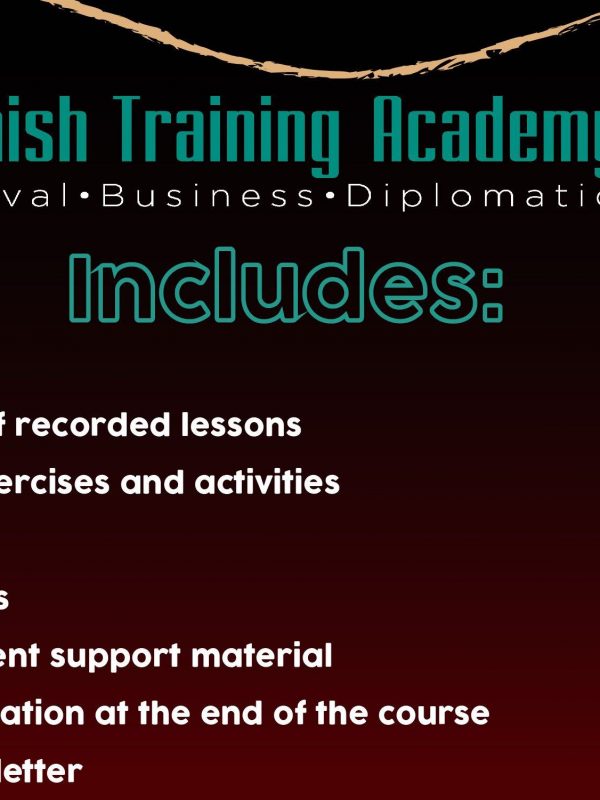 nish Training Academy
val•Business•Diplomatic
Includes:
f recorded lessons
ercises and activities
s
ent support material
ation at the end of the course
letter